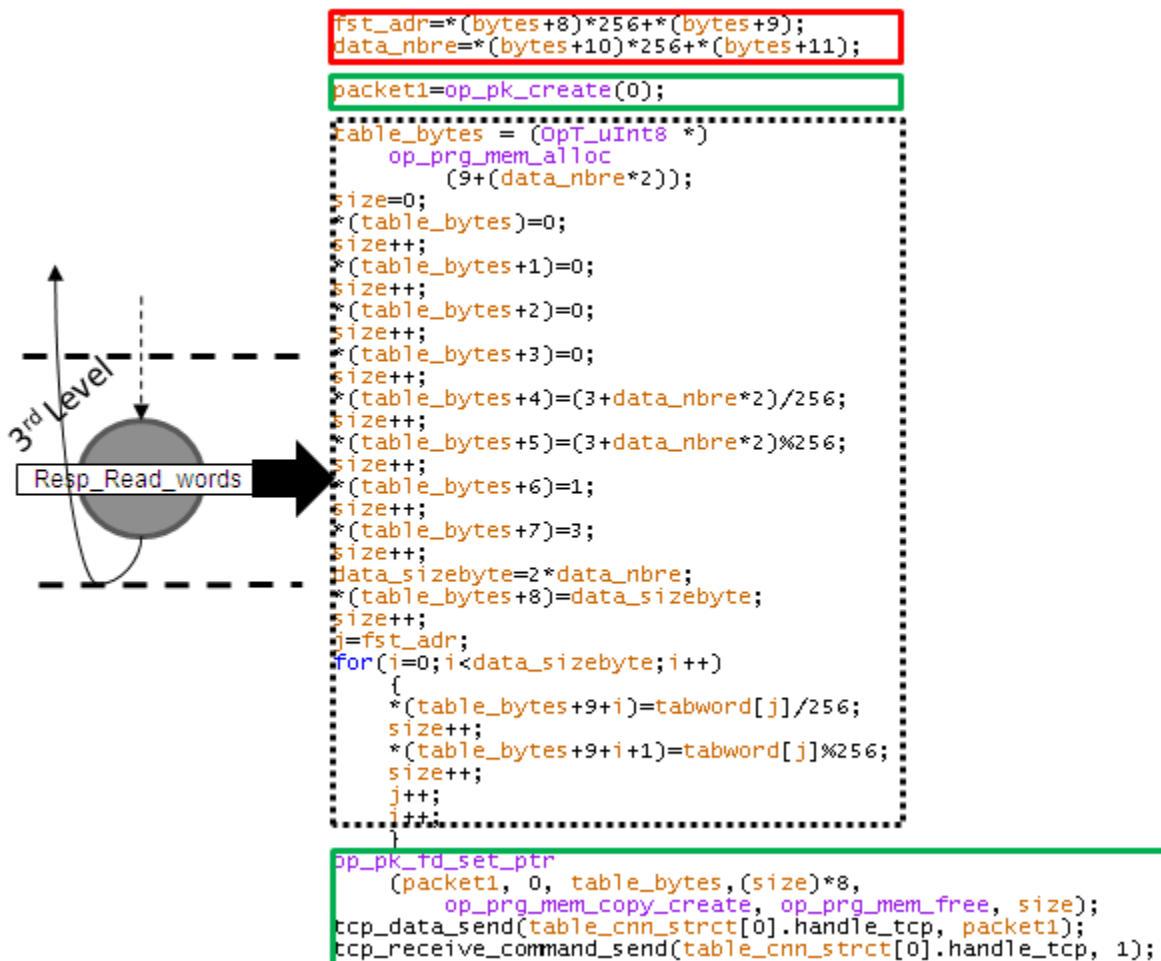 fst_adr=*(bytes+8)*256+*(bytes+9);
data_nbre=*(bytes+10)*256+*(bytes+11);
packet1=op_pk_create(0);
table_bytes = (OpT_uInt8 *)
op_prg_mem_alloc
(9+(data_nbre*2));
size=0;
*(table_bytes)=0;
size++;
*(table_bytes+1)=0;
size++;
*(table_bytes+2)=0;
size++;
*(table_bytes+3)=0;
size++;
*(table_bytes+4)=(3+data_nbre*2)/256;
size++;
*(table_bytes+5)=(3+data_nbre*2)%256;
size++;
*(table_bytes+6)=1;
size++;
*(table_bytes+7)=3;
size++;
data_sizebyte=2*data_nbre;
*(table_bytes+8)=data_sizebyte;
size++;
j=fst_adr;
for(i=0;i<data_sizebyte;i++)
{
*(table_bytes+9+i)=tabword[j]/256;
size++;
*(table_bytes+9+i+1)=tabword[j]%256;
size++;
j++;
i++;
}
op_pk_fd_set_ptr
(packet1, 0, table_bytes,(size)*8,
op_prg_mem_copy_create, op_prg_mem_free, size);
tcp_data_send(table_cnn_strct[0].handle_tcp, packet1);
tcp_receive_command_send(table_cnn_strct[0].handle_tcp, 1);
3rd Level
Resp_Read_words